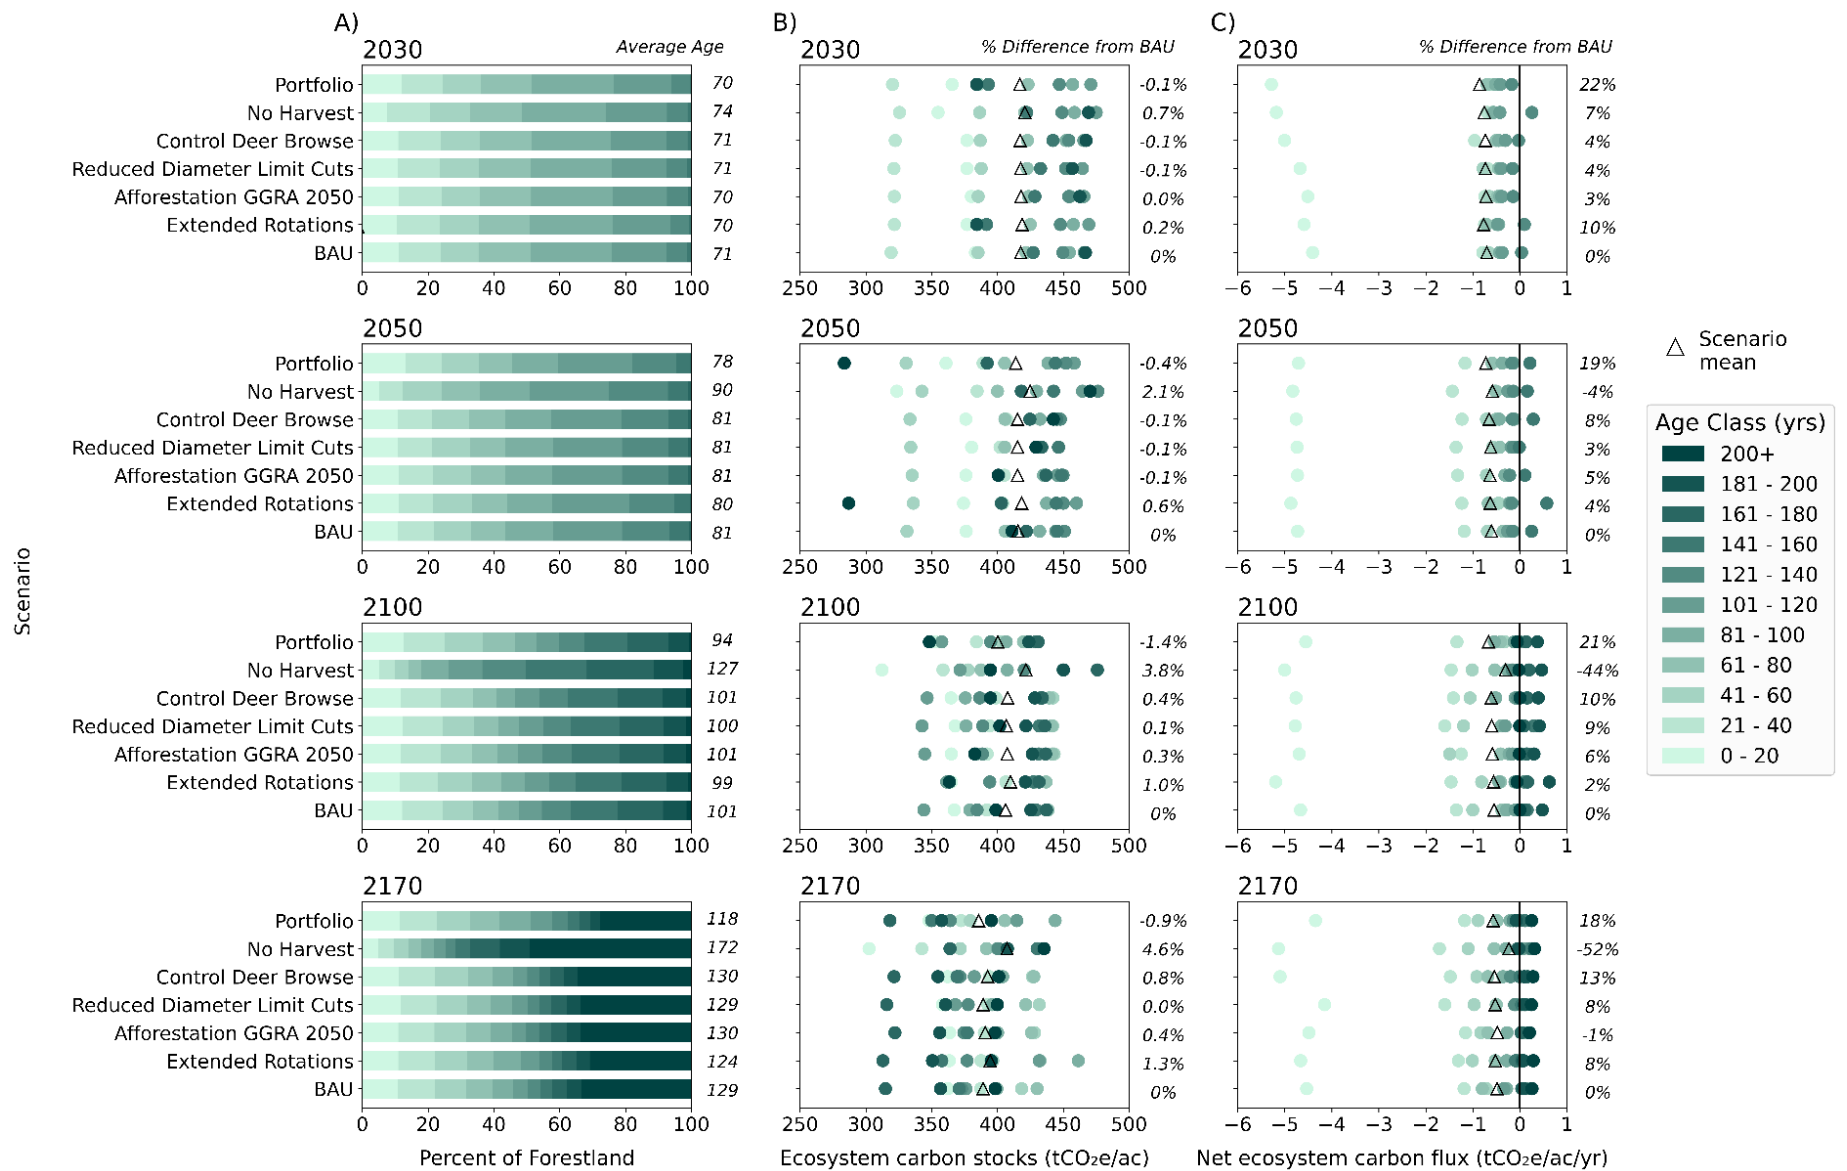 A)
B)
C)
2030
Average Age
2030
% Difference from BAU
2030
% Difference from BAU
Portfolio 70 -0.1% 22%
No Harvest 74 0.7% 7%
Control Deer Browse 71 -0.1% 4%
Reduced Diameter Limit Cuts 71 -0.1% 4%
Afforestation GGRA 2050 70 0.0% 3%
Extended Rotations 70 0.2% 10%
BAU 71 0% 0%
0 20 40 60 80 100 250 300 350 400 450 500 −6 −5 −4 −3 −2 −1 0 1
2050 2050 2050
Portfolio 78 -0.4% 19%
No Harvest 90 2.1% -4%
Control Deer Browse 81 -0.1% 8%
Reduced Diameter Limit Cuts 81 -0.1% 3%
Afforestation GGRA 2050 81 -0.1% 5%
Extended Rotations 80 0.6% 4%
BAU 81 0% 0%
0 20 40 60 80 100 250 300 350 400 450 500 −6 −5 −4 −3 −2 −1 0 1
2100 2100 2100
Portfolio 94 -1.4% 21%
No Harvest 127 3.8% -44%
Control Deer Browse 101 0.4% 10%
Reduced Diameter Limit Cuts 100 0.1% 9%
Afforestation GGRA 2050 101 0.3% 6%
Extended Rotations 99 1.0% 2%
BAU 101 0% 0%
0 20 40 60 80 100 250 300 350 400 450 500 −6 −5 −4 −3 −2 −1 0 1
2170 2170 2170
Portfolio 118 -0.9% 18%
No Harvest 172 4.6% -52%
Control Deer Browse 130 0.8% 13%
Reduced Diameter Limit Cuts 129 0.0% 8%
Afforestation GGRA 2050 130 0.4% -1%
Extended Rotations 124 1.3% 8%
BAU 129 0% 0%
0 20 40 60 80 100 250 300 350 400 450 500 −6 −5 −4 −3 −2 −1 0 1
Scenario
Percent of Forestland
Ecosystem carbon stocks (tCO₂e/ac)
Net ecosystem carbon flux (tCO₂e/ac/yr)
Scenario
mean
Age Class (yrs)
200+
181 - 200
161 - 180
141 - 160
121 - 140
101 - 120
81 - 100
61 - 80
41 - 60
21 - 40
0 - 20